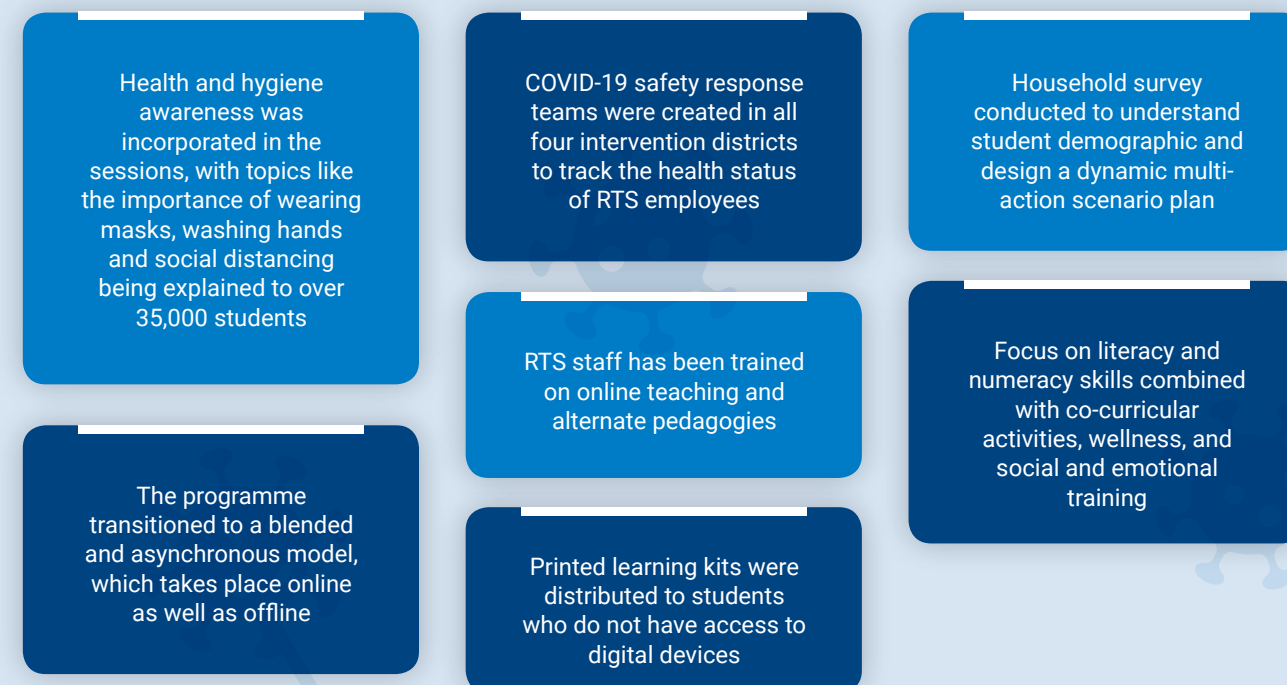 Health and hygiene
awareness was
incorporated in the
sessions, with topics like
the importance of wearing
masks, washing hands
and social distancing
being explained to over
35,000 students
The programme
transitioned to a blended
and asynchronous model,
which takes place online
as well as offline
COVID-19 safety response
teams were created in all
four intervention districts
to track the health status
of RTS employees
RTS staff has been trained
on online teaching and
alternate pedagogies
Printed learning kits were
distributed to students
who do not have access to
digital devices
Household survey
conducted to understand
student demographic and
design a dynamic multi-
action scenario plan
Focus on literacy and
numeracy skills combined
with co-curricular
activities, wellness, and
social and emotional
training